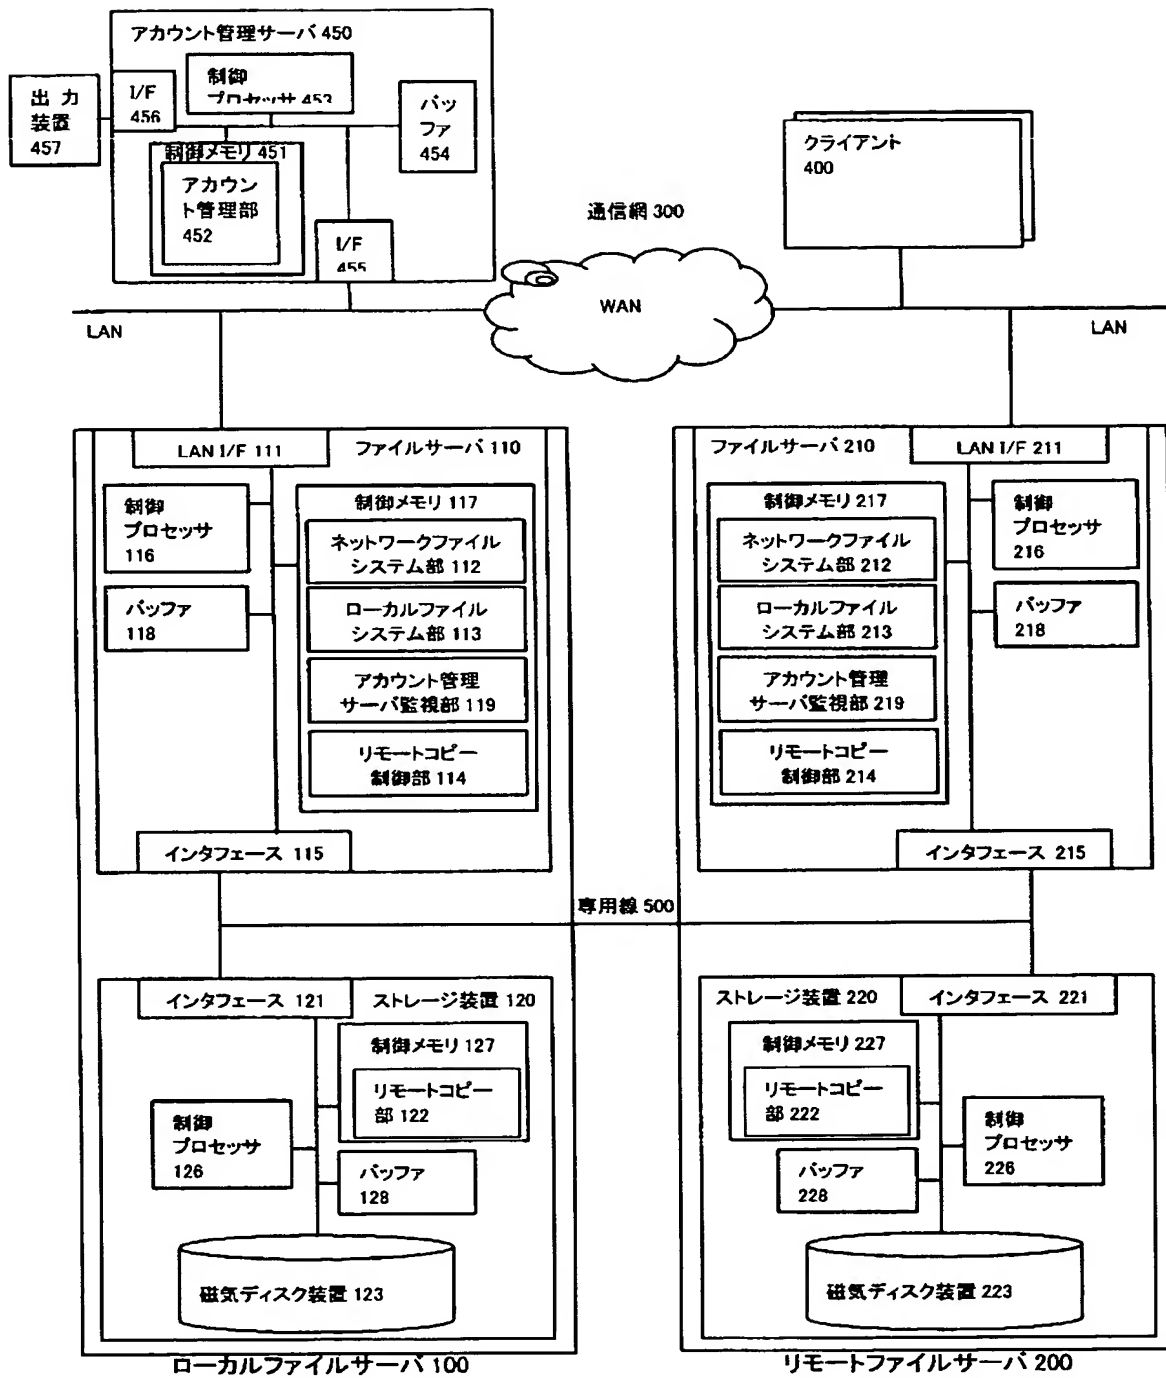 アカウント管理サーバ 450
制御
プロセッサ 453
I/F
456
出 力
装置
457
バッ
ファ
454
制御メモリ 451
アカウン
ト管理部
452
I/F
455
クライアント
400
通信網 300
WAN
LAN
LAN
LAN I/F 111
ファイルサーバ 110
制御
プロセッサ
116
バッファ
118
制御メモリ 117
ネットワークファイル
システム部 112
ローカルファイル
システム部 113
アカウント管理
サーバ監視部 119
リモートコピー
制御部 114
インタフェース 115
ファイルサーバ 210
LAN I/F 211
制御メモリ 217
ネットワークファイル
システム部 212
ローカルファイル
システム部 213
アカウント管理
サーバ監視部 219
リモートコピー
制御部 214
制御
プロセッサ
216
バッファ
218
インタフェース 215
専用線 500
インタフェース 121
ストレージ装置 120
制御メモリ 127
リモートコピー
部 122
制御
プロセッサ
126
バッファ
128
磁気ディスク装置 123
ローカルファイルサーバ 100
ストレージ装置 220
インタフェース 221
制御メモリ 227
リモートコピー
部 222
制御
プロセッサ
226
バッファ
228
磁気ディスク装置 223
リモートファイルサーバ 200